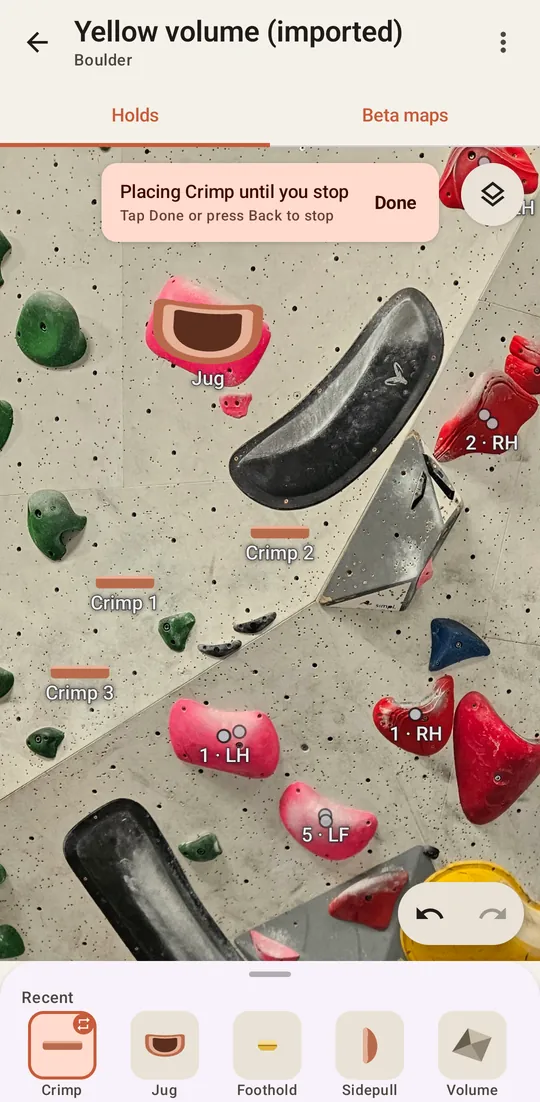 Yellow volume (imported)
Boulder
Holds
Beta maps
Placing Crimp until you stop
Tap Done or press Back to stop
Done
Jug
2 · RH
Crimp 2
Crimp 1
Crimp 3
1 · RH
1 · LH
5 · LF
Recent
Crimp
Jug
Foothold
Sidepull
Volume